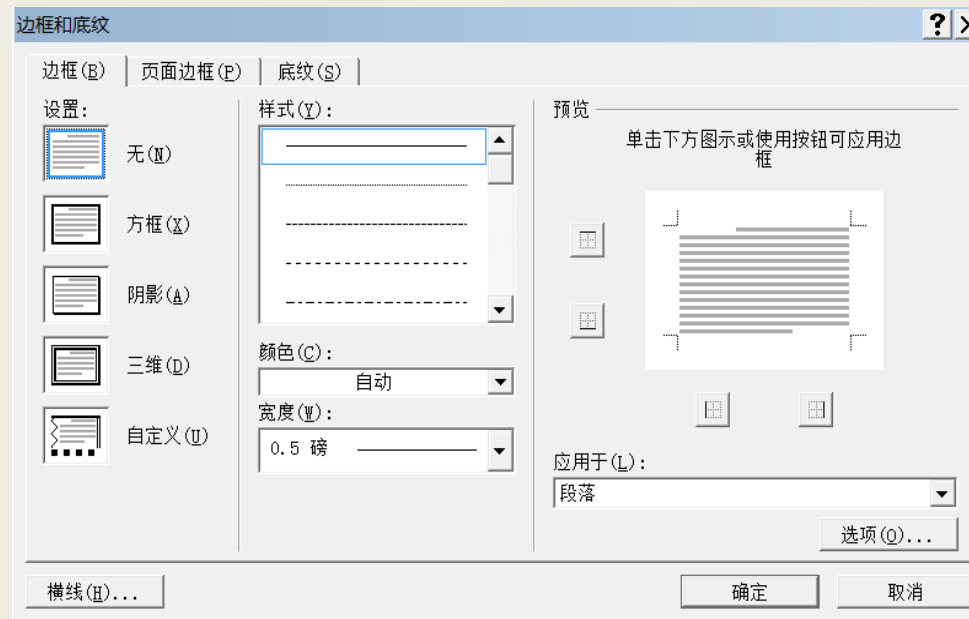 边框和底纹
边框(B) 页面边框(P) 底纹(S)
设置:
无(N)
方框(X)
阴影(A)
三维(D)
自定义(U)
样式(Y):
颜色(C):
自动
宽度(W):
0.5 磅
预览
单击下方图示或使用按钮可应用边
框
应用于(L):
段落
选项(O)...
横线(H)...
确定
取消